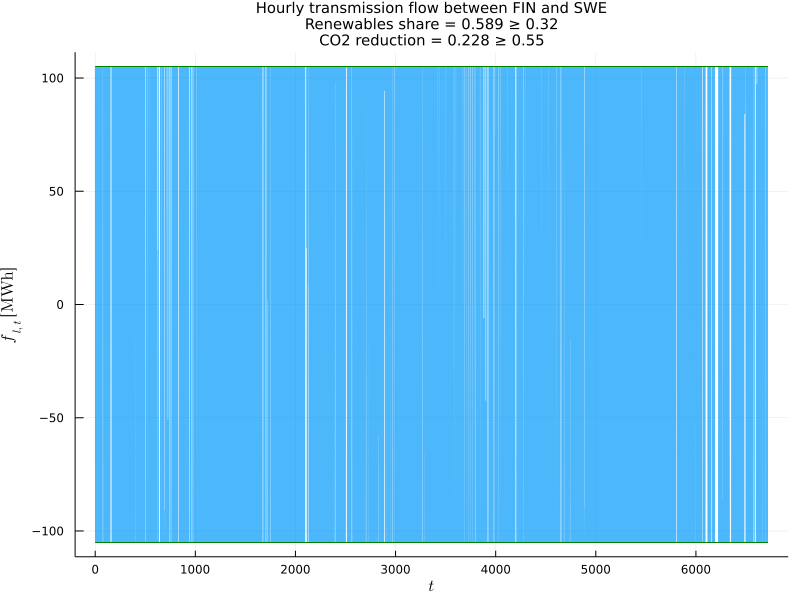 Hourly transmission flow between FIN and SWE
Renewables share = 0.589 ≥ 0.32
CO2 reduction = 0.228 ≥ 0.55
100
50
0
−50
−100
f_{l,t} [MWh]
0 1000 2000 3000 4000 5000 6000
t